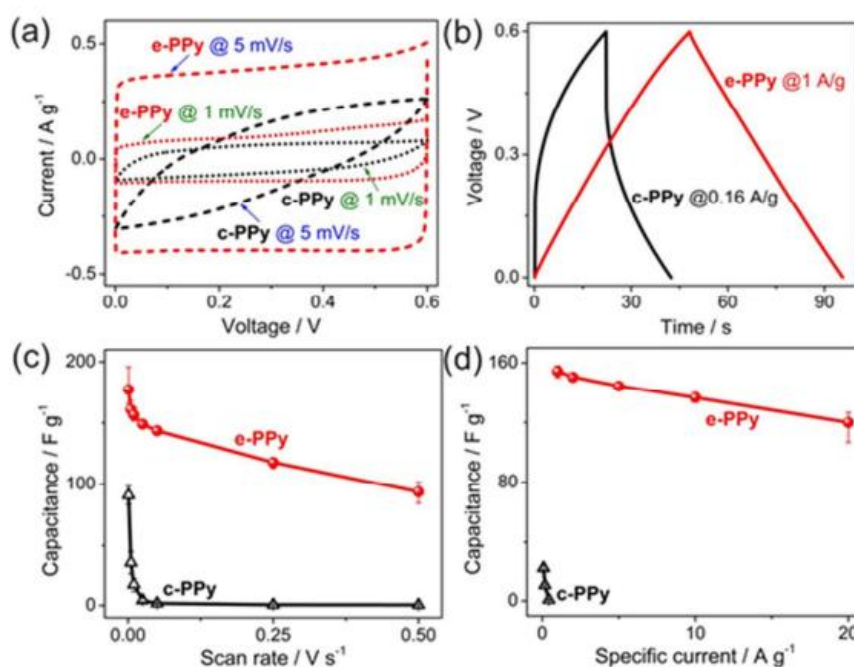 (a)
e-PPy @ 5 mV/s
e-PPy @ 1 mV/s
c-PPy @ 1 mV/s
c-PPy @ 5 mV/s
0.5
0.0
-0.5
Current / A g⁻¹
0.0 0.2 0.4 0.6
Voltage / V
(b)
e-PPy @1 A/g
c-PPy @0.16 A/g
0.6
0.3
0.0
Voltage / V
0 30 60 90
Time / s
(c)
e-PPy
c-PPy
200
100
0
Capacitance / F g⁻¹
0.00 0.25 0.50
Scan rate / V s⁻¹
(d)
e-PPy
c-PPy
160
80
0
Capacitance / F g⁻¹
0 10 20
Specific current / A g⁻¹